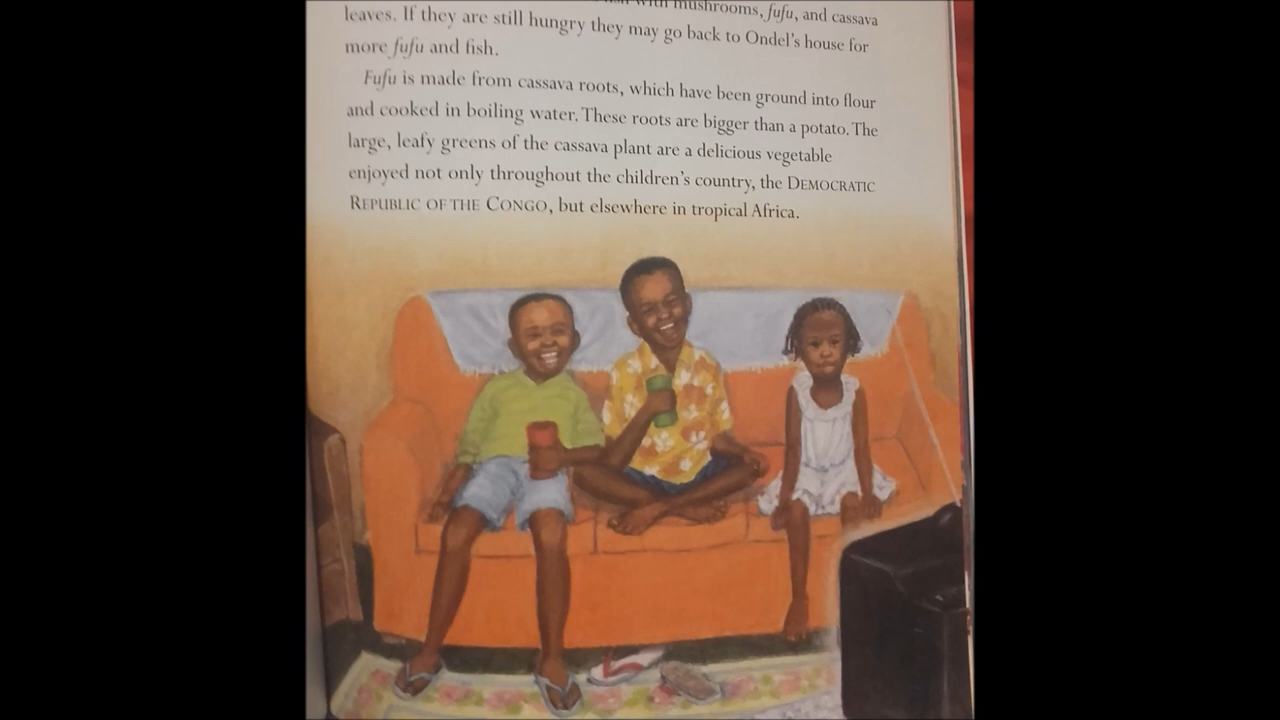 with mushrooms, fufu, and cassava
leaves. If they are still hungry they may go back to Ondel's house for
more fufu and fish.
Fufu is made from cassava roots, which have been ground into flour
and cooked in boiling water. These roots are bigger than a potato. The
large, leafy greens of the cassava plant are a delicious vegetable
enjoyed not only throughout the children's country, the DEMOCRATIC
REPUBLIC OF THE CONGO, but elsewhere in tropical Africa.